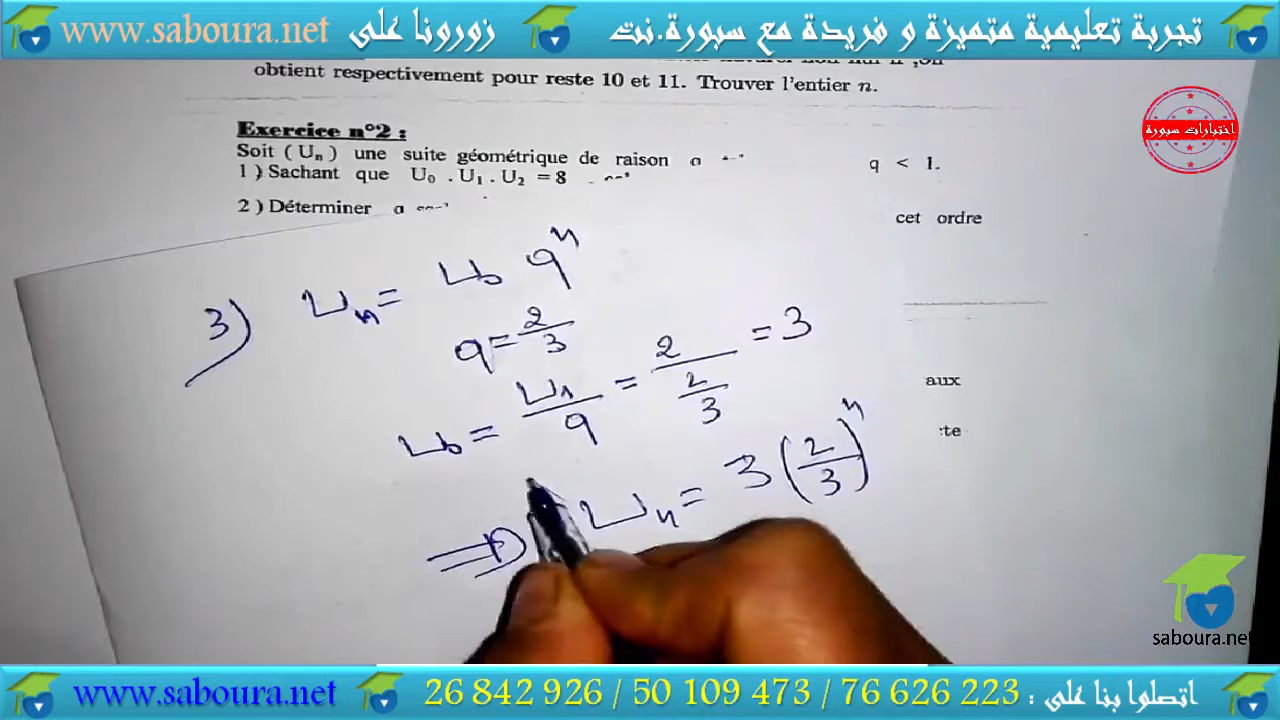 www.saboura.net زورونا على تجربة تعليمية متميزة و فريدة مع سبورة.نت
obtient respectivement pour reste 10 et 11. Trouver l'entier n.
اختبارات سبورة
Exercice n°2 :
Soit ( Uₙ ) une suite géométrique de raison q < 1.
1 ) Sachant que U₀ . U₁ . U₂ = 8
2 ) Déterminer cet ordre
3) Uₙ = U₀ qⁿ
q = 2/3
U₀ = U₁/q = 2/(2/3) = 3
aux
⇒ Uₙ = 3 (2/3)ⁿ
saboura.net
www.saboura.net 26 842 926 / 50 109 473 / 76 626 223 : اتصلوا بنا على